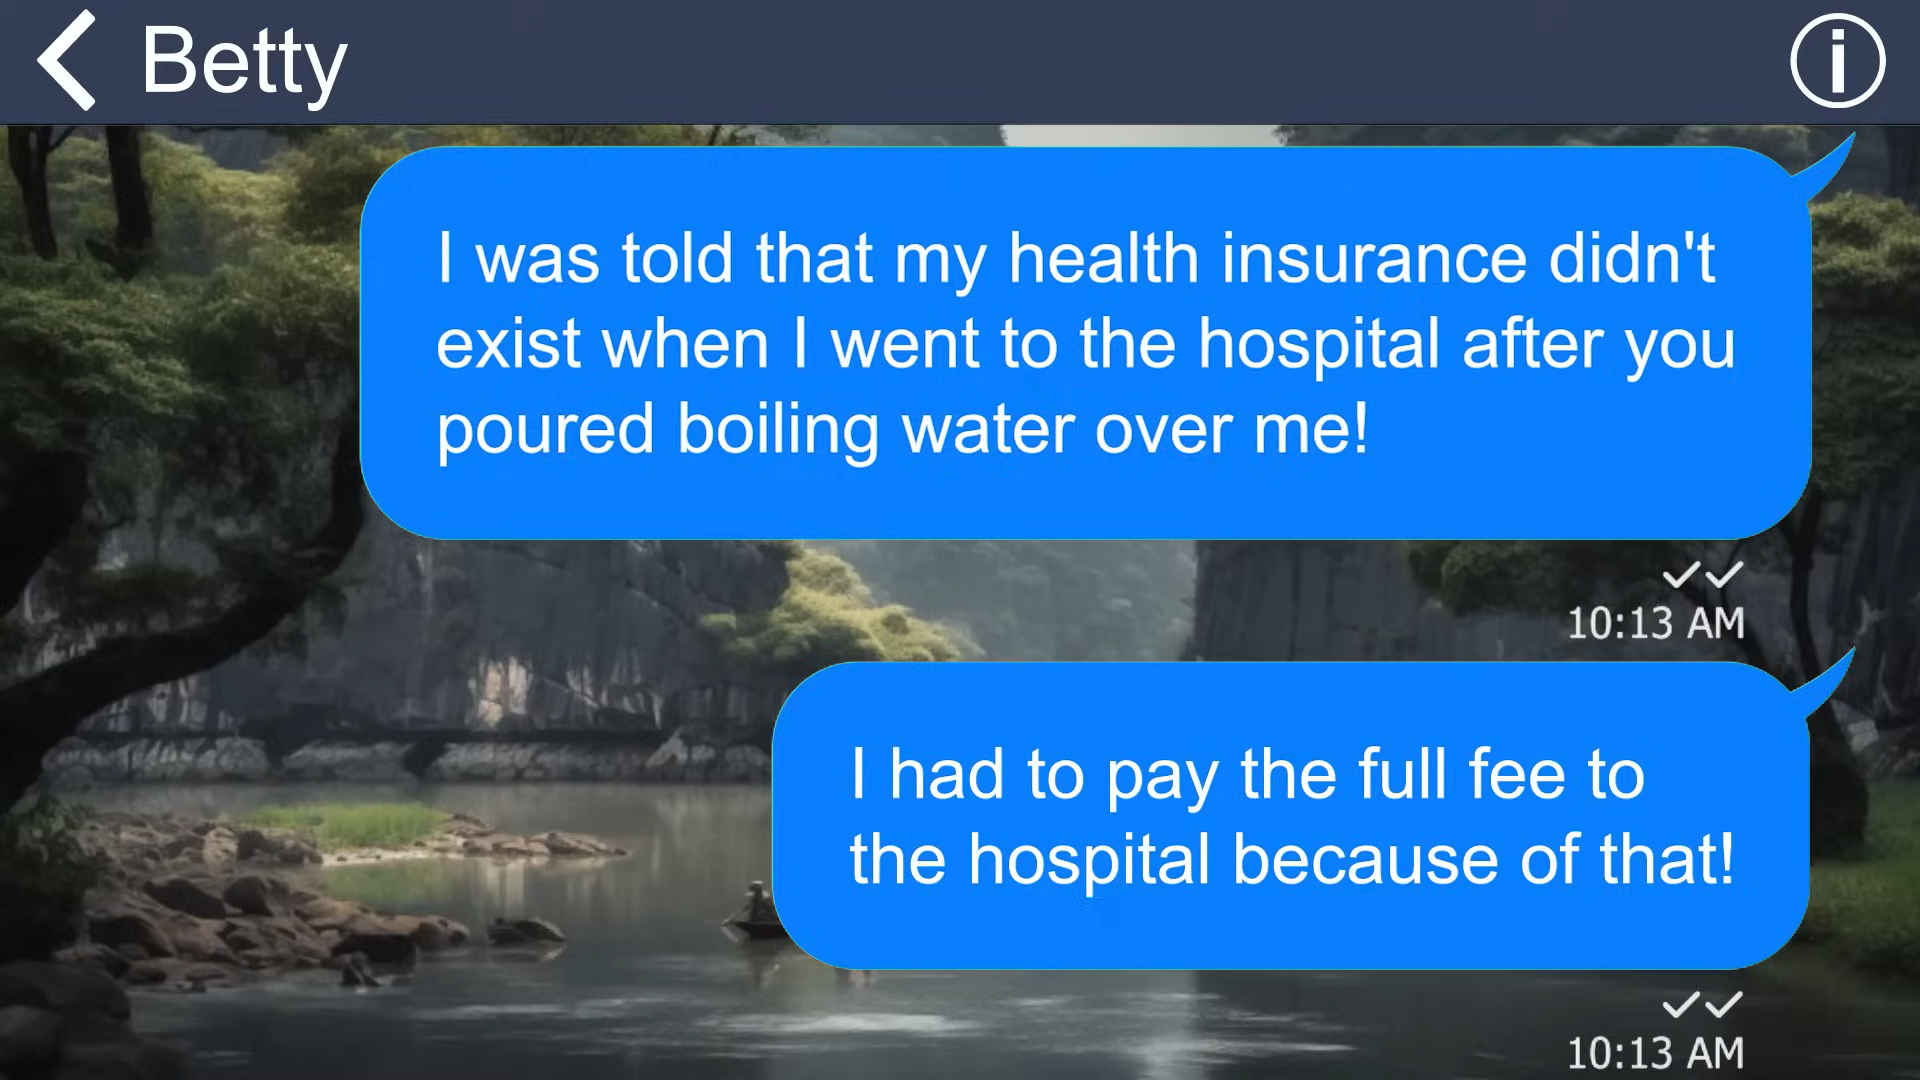 Betty
I was told that my health insurance didn't
exist when I went to the hospital after you
poured boiling water over me!
10:13 AM
I had to pay the full fee to
the hospital because of that!
10:13 AM